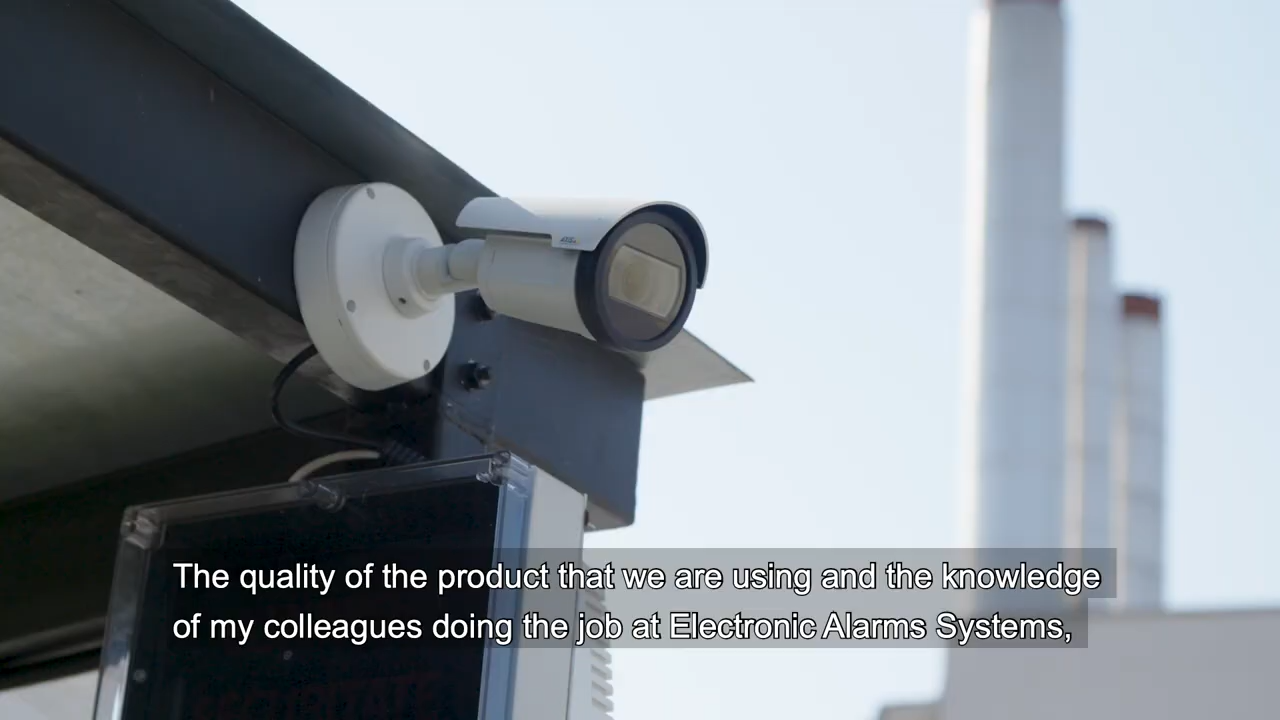 AXIS
The quality of the product that we are using and the knowledge
of my colleagues doing the job at Electronic Alarms Systems,